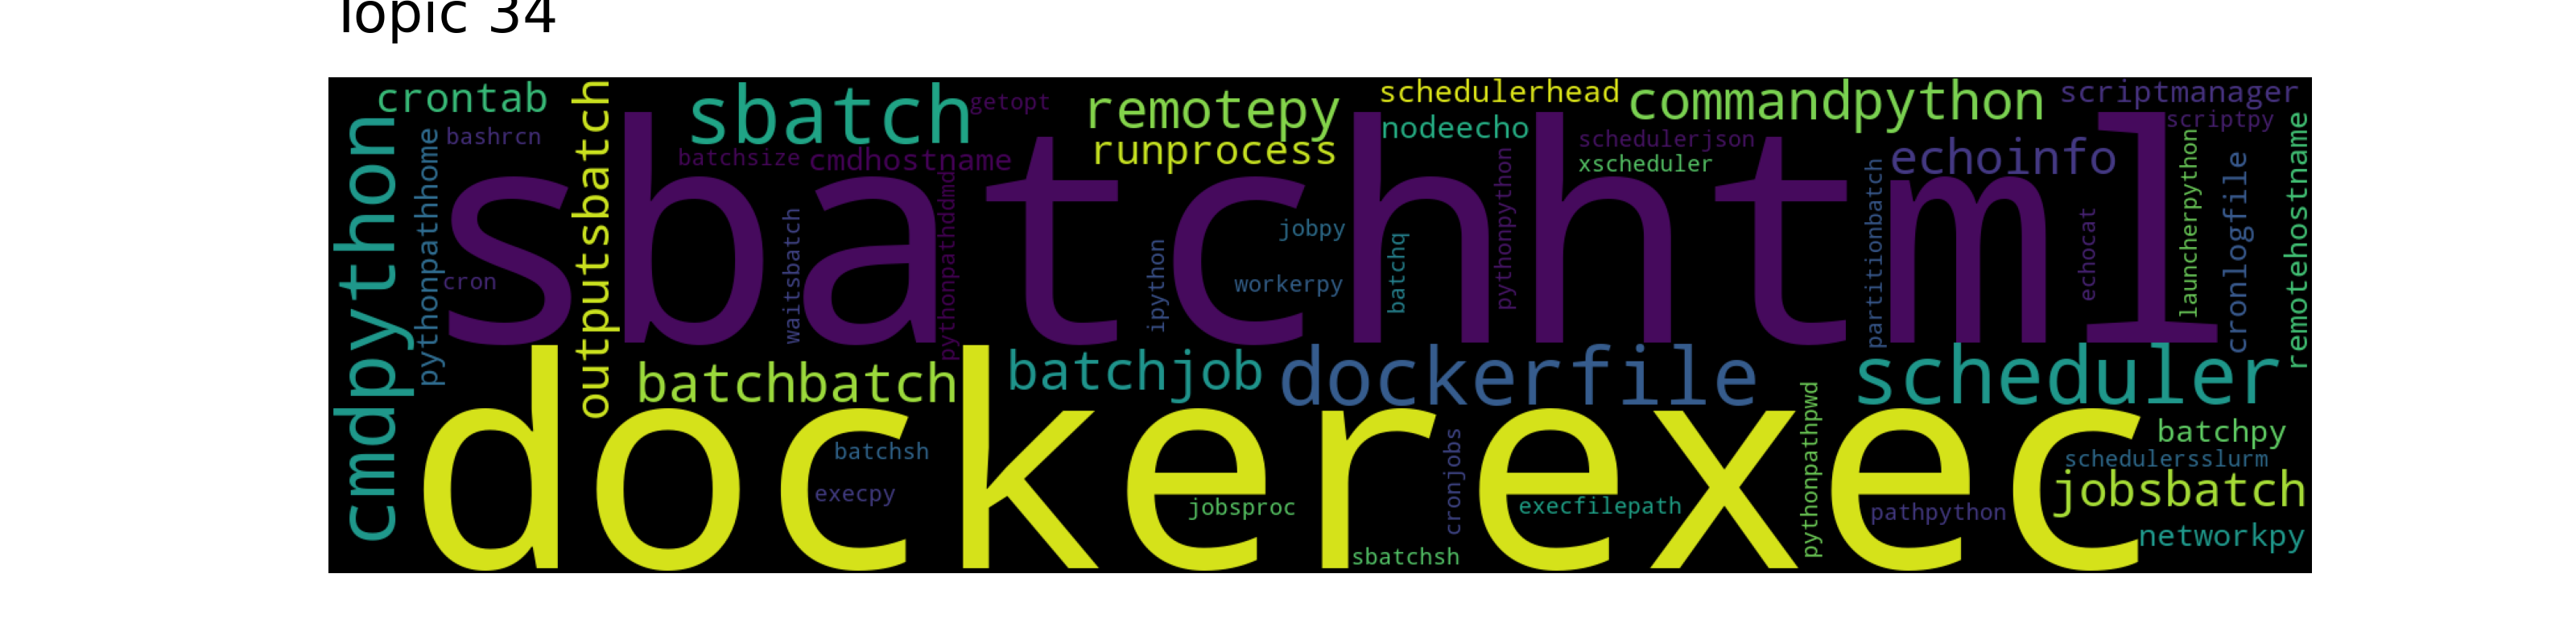 Topic 34
crontab
sbatch
getopt
remotepy
schedulerhead
commandpython
scriptmanager
bashrcn
outputsbatch
batchsize
cmdhostname
runprocess
nodeecho
schedulerjson
xscheduler
echoinfo
scriptpy
cmdpython
pythonpathhome
sbatchhtml
cron
waitsbatch
pythonpathddmd
ipython
jobpy
workerpy
batchq
pythonpython
partitionbatch
echocat
launcherpython
cronlogfile
remotehostname
batchbatch
batchjob
dockerfile
scheduler
dockerexec
batchsh
execpy
jobsproc
sbatchsh
cronjobs
execfilepath
pythonpathpwd
pathpython
batchpy
schedulersslurm
jobsbatch
networkpy